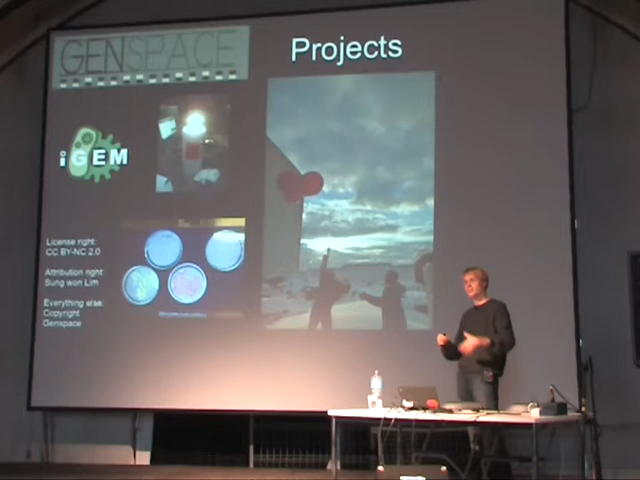 GENSPACE
Projects
iGEM
License right:
CC BY-NC 2.0
Attribution right:
Sung won Lim
Everything else:
Copyright
Genspace